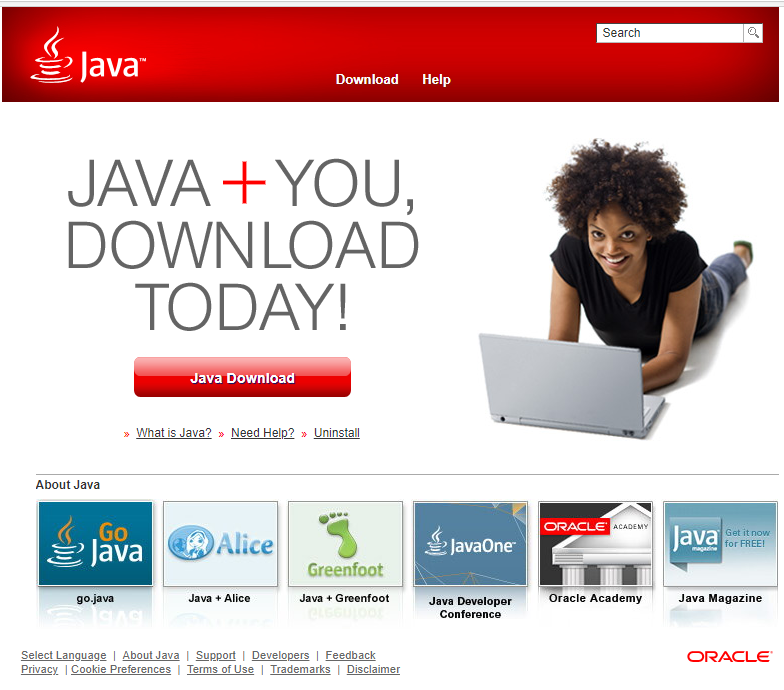 Java™
Search
Download Help
JAVA + YOU,
DOWNLOAD
TODAY!
Java Download
» What is Java? » Need Help? » Uninstall
About Java
Go
Java
Alice
Greenfoot
JavaOne™
ORACLE® ACADEMY
Java
magazine
Get it now
for FREE!
go.java
Java + Alice
Java + Greenfoot
Java Developer
Conference
Oracle Academy
Java Magazine
Select Language | About Java | Support | Developers | Feedback
Privacy | Cookie Preferences | Terms of Use | Trademarks | Disclaimer
ORACLE®